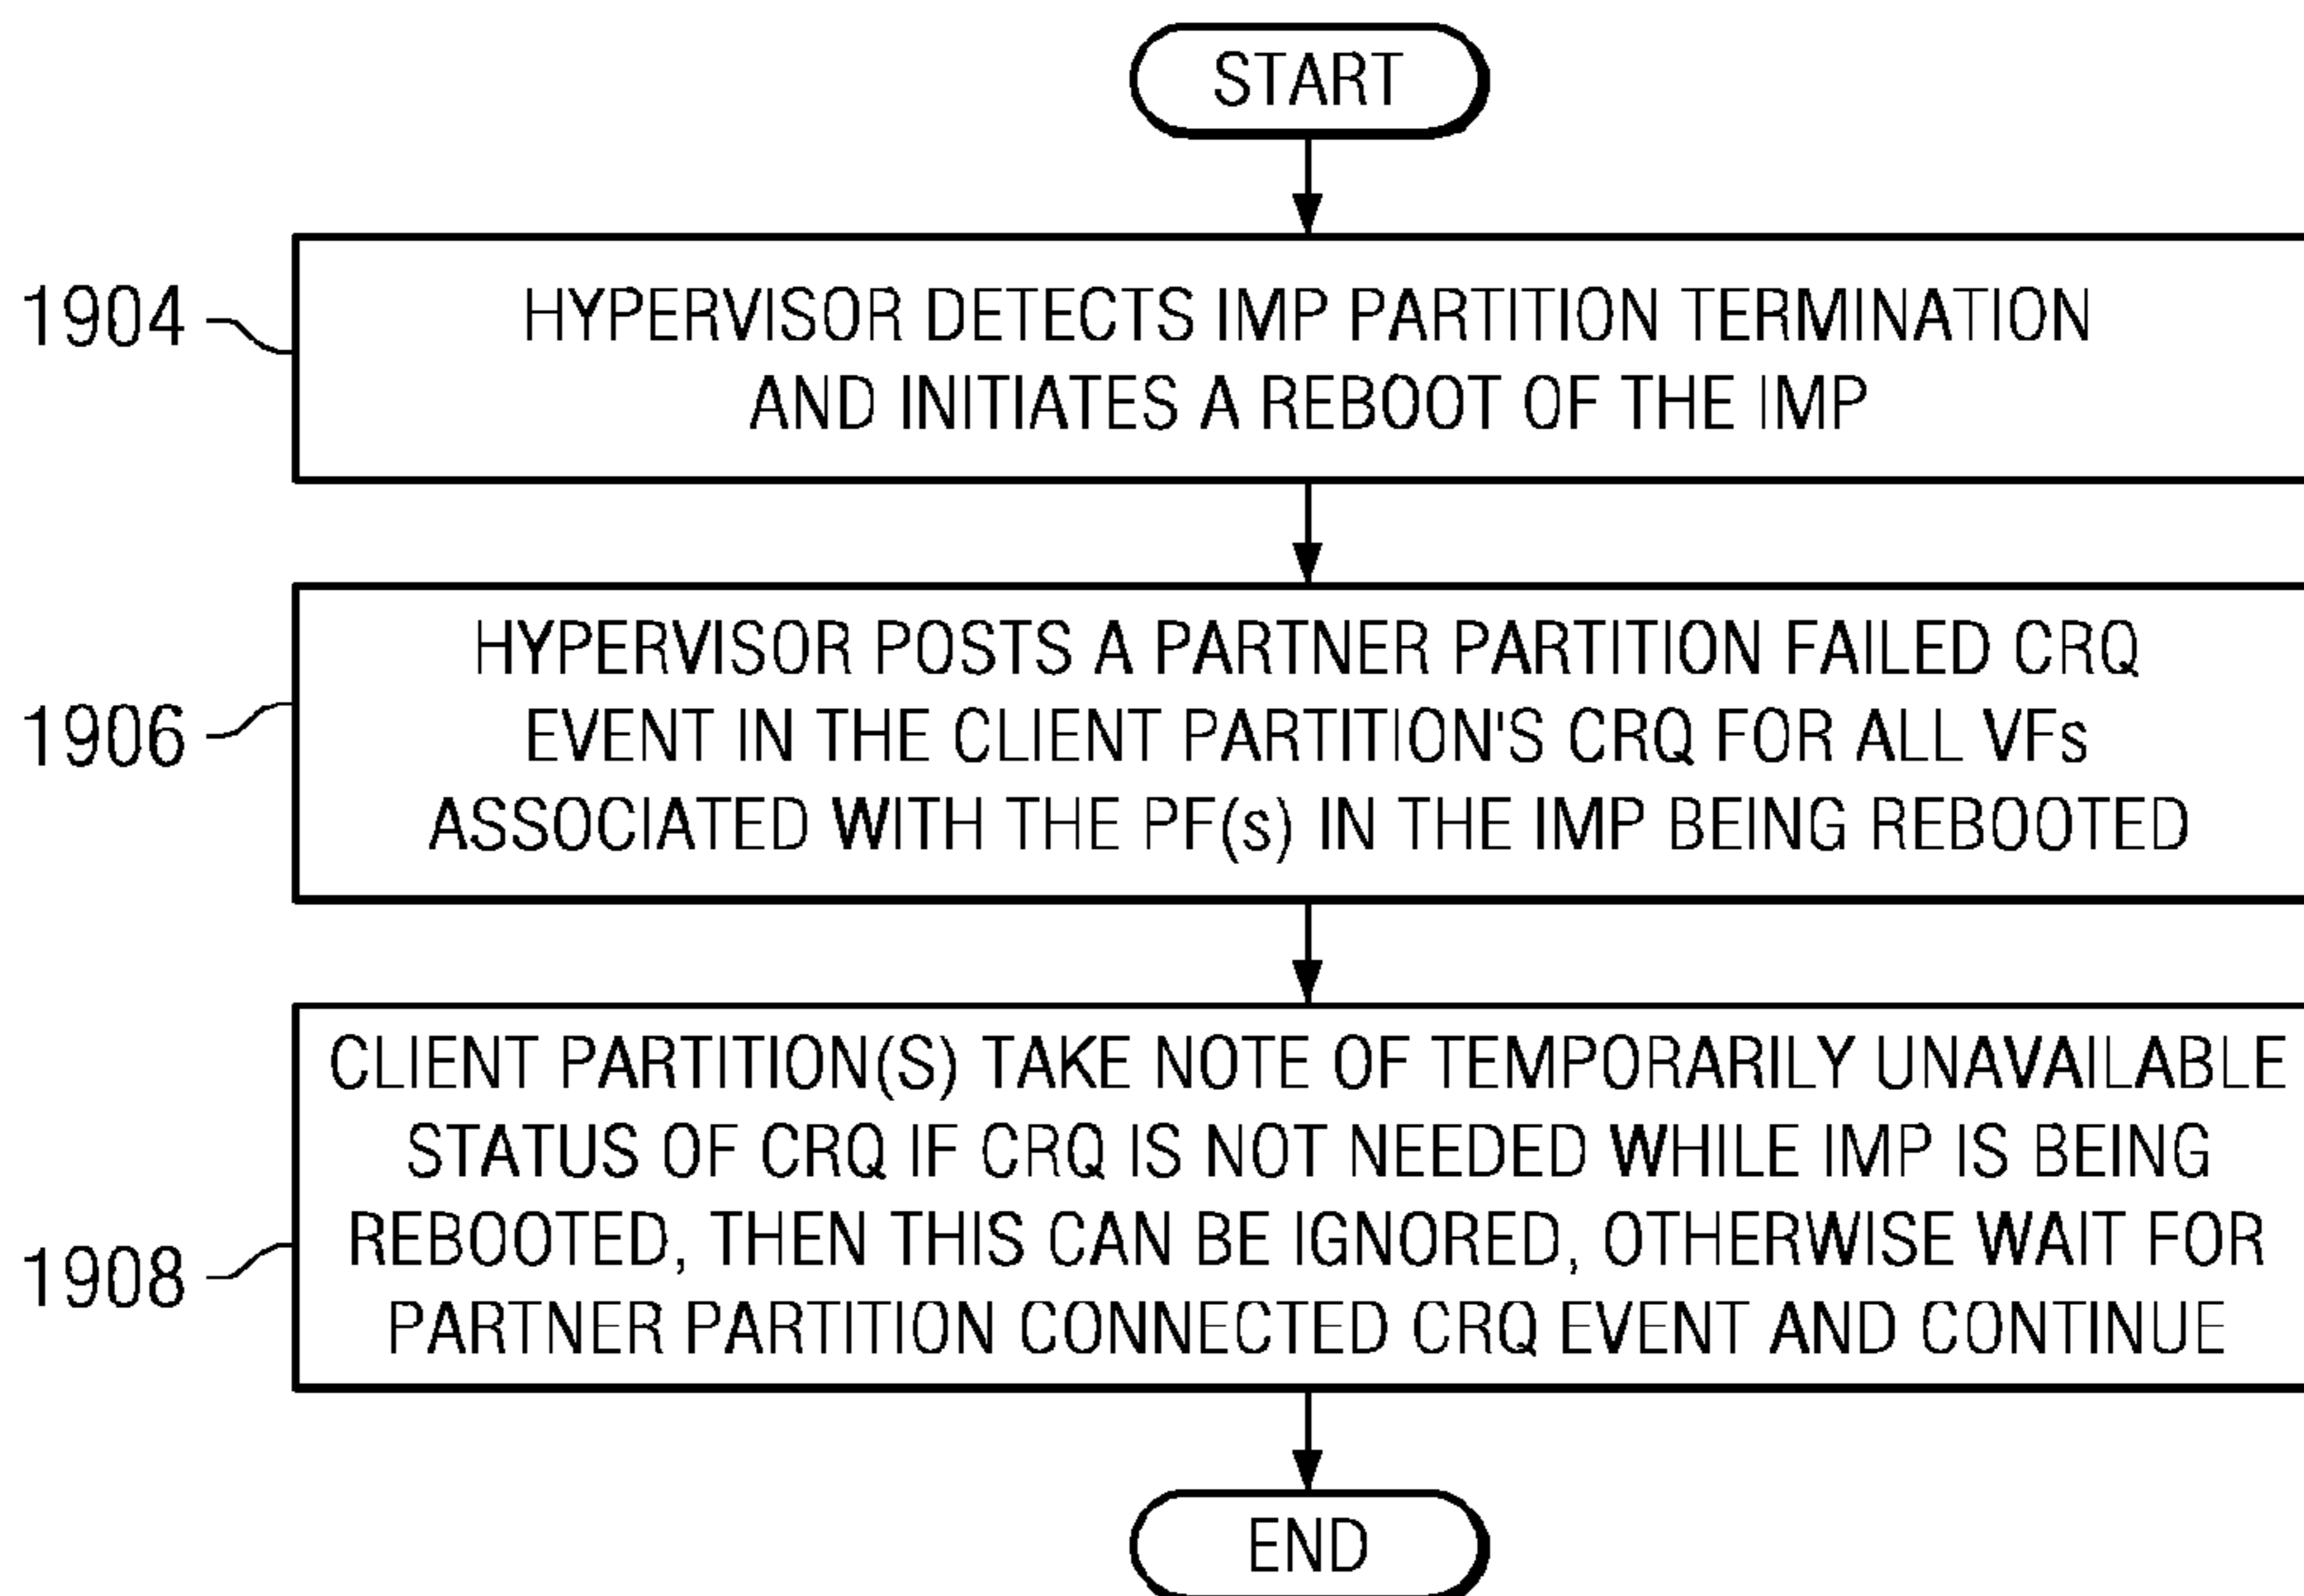 START
1904
HYPERVISOR DETECTS IMP PARTITION TERMINATION
AND INITIATES A REBOOT OF THE IMP
1906
HYPERVISOR POSTS A PARTNER PARTITION FAILED CRQ
EVENT IN THE CLIENT PARTITION'S CRQ FOR ALL VFs
ASSOCIATED WITH THE PF(s) IN THE IMP BEING REBOOTED
1908
CLIENT PARTITION(S) TAKE NOTE OF TEMPORARILY UNAVAILABLE
STATUS OF CRQ IF CRQ IS NOT NEEDED WHILE IMP IS BEING
REBOOTED, THEN THIS CAN BE IGNORED, OTHERWISE WAIT FOR
PARTNER PARTITION CONNECTED CRQ EVENT AND CONTINUE
END